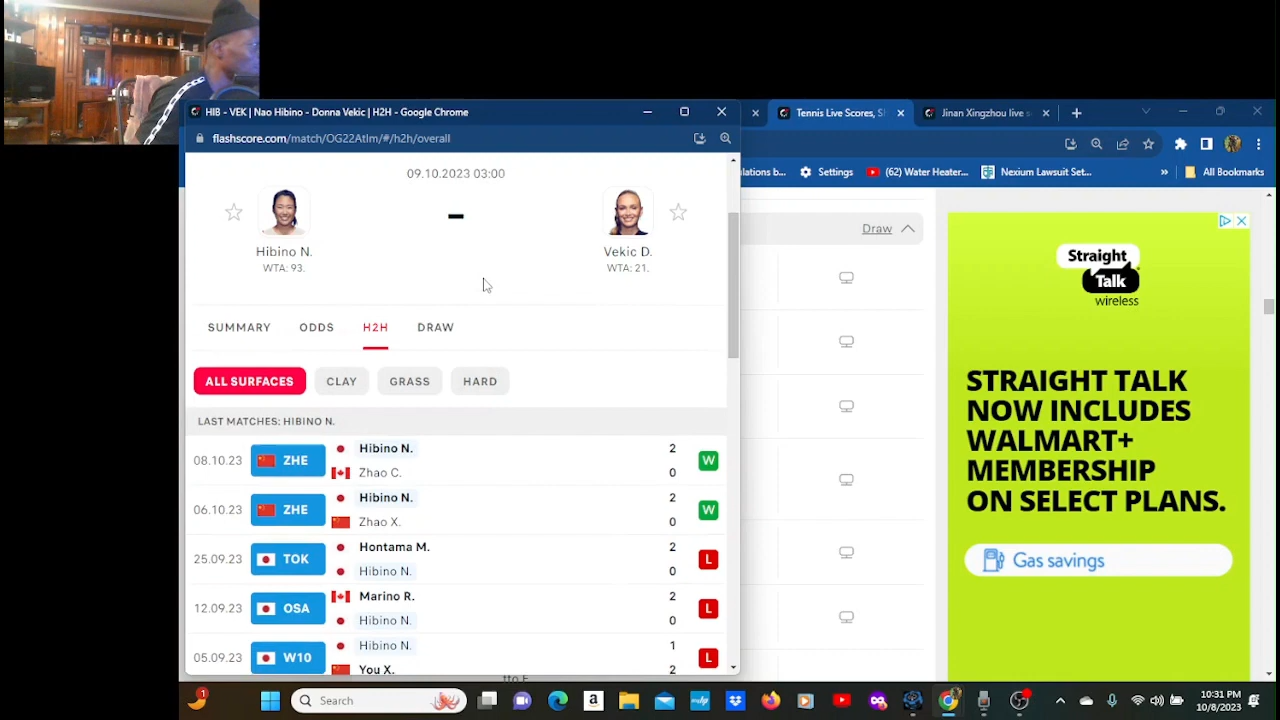 HIB - VEK | Nao Hibino - Donna Vekic | H2H - Google Chrome
Tennis Live Scores, S
Jinan Xingzhou live s
flashscore.com/match/OG22Atlm/#/h2h/overall
ulations b...
Settings
(62) Water Heater...
Nexium Lawsuit Set...
»
All Bookmarks
09.10.2023 03:00
-
Hibino N.
WTA: 93.
Vekic D.
WTA: 21.
Draw
SUMMARY
ODDS
H2H
DRAW
ALL SURFACES
CLAY
GRASS
HARD
LAST MATCHES: HIBINO N.
08.10.23 ZHE Hibino N. 2 W
Zhao C. 0
06.10.23 ZHE Hibino N. 2 W
Zhao X. 0
25.09.23 TOK Hontama M. 2 L
Hibino N. 0
12.09.23 OSA Marino R. 2 L
Hibino N. 0
05.09.23 W10 Hibino N. 1 L
You X. 2
Straight
Talk
wireless
STRAIGHT TALK
NOW INCLUDES
WALMART+
MEMBERSHIP
ON SELECT PLANS.
Gas savings
1
Search
10:31 PM
10/8/2023